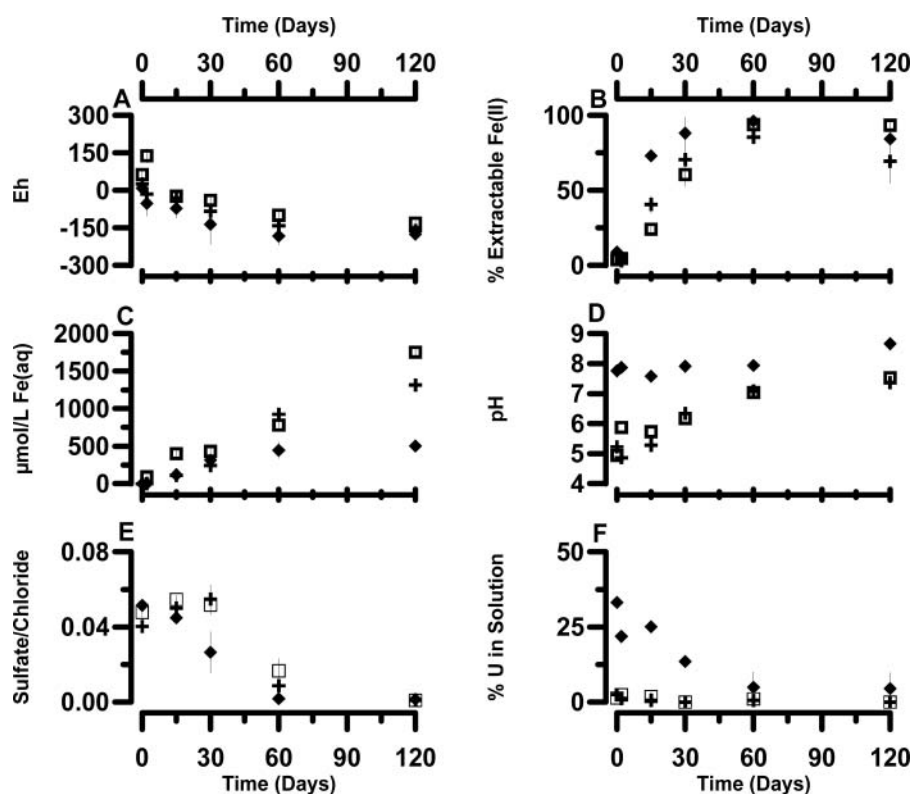 Time (Days)
Time (Days)
0 30 60 90 120
0 30 60 90 120
A
B
300
150
0
-150
-300
Eh
100
50
0
% Extractable Fe(II)
C
D
2000
1500
1000
500
0
µmol/L Fe(aq)
9
8
7
6
5
4
pH
E
F
0.08
0.04
0.00
Sulfate/Chloride
50
25
0
% U in Solution
0 30 60 90 120
0 30 60 90 120
Time (Days)
Time (Days)